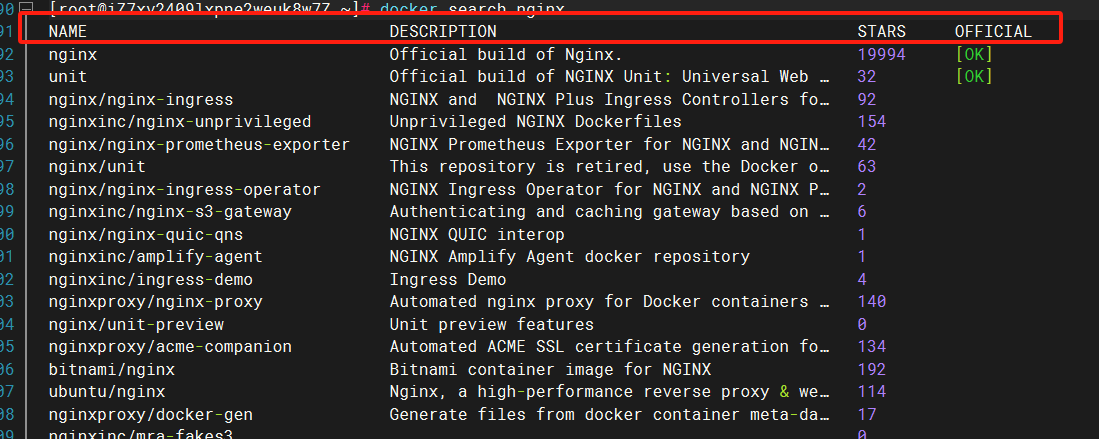 90 [root@iZ7xv2409lxpne2weuk8w7Z ~]# docker search nginx
91 NAME DESCRIPTION STARS OFFICIAL
92 nginx Official build of Nginx. 19994 [OK]
93 unit Official build of NGINX Unit: Universal Web … 32 [OK]
94 nginx/nginx-ingress NGINX and  NGINX Plus Ingress Controllers fo… 92
95 nginxinc/nginx-unprivileged Unprivileged NGINX Dockerfiles 154
96 nginx/nginx-prometheus-exporter NGINX Prometheus Exporter for NGINX and NGIN… 42
97 nginx/unit This repository is retired, use the Docker o… 63
98 nginxinc/nginx-ingress-operator NGINX Ingress Operator for NGINX and NGINX P… 2
99 nginxinc/nginx-s3-gateway Authenticating and caching gateway based on … 6
00 nginx/nginx-quic-qns NGINX QUIC interop 1
01 nginxinc/amplify-agent NGINX Amplify Agent docker repository 1
02 nginxinc/ingress-demo Ingress Demo 4
03 nginxproxy/nginx-proxy Automated nginx proxy for Docker containers … 140
04 nginx/unit-preview Unit preview features 0
05 nginxproxy/acme-companion Automated ACME SSL certificate generation fo… 134
06 bitnami/nginx Bitnami container image for NGINX 192
07 ubuntu/nginx Nginx, a high-performance reverse proxy & we… 114
08 nginxproxy/docker-gen Generate files from docker container meta-da… 17
09 nginxinc/mra-fakes3 0